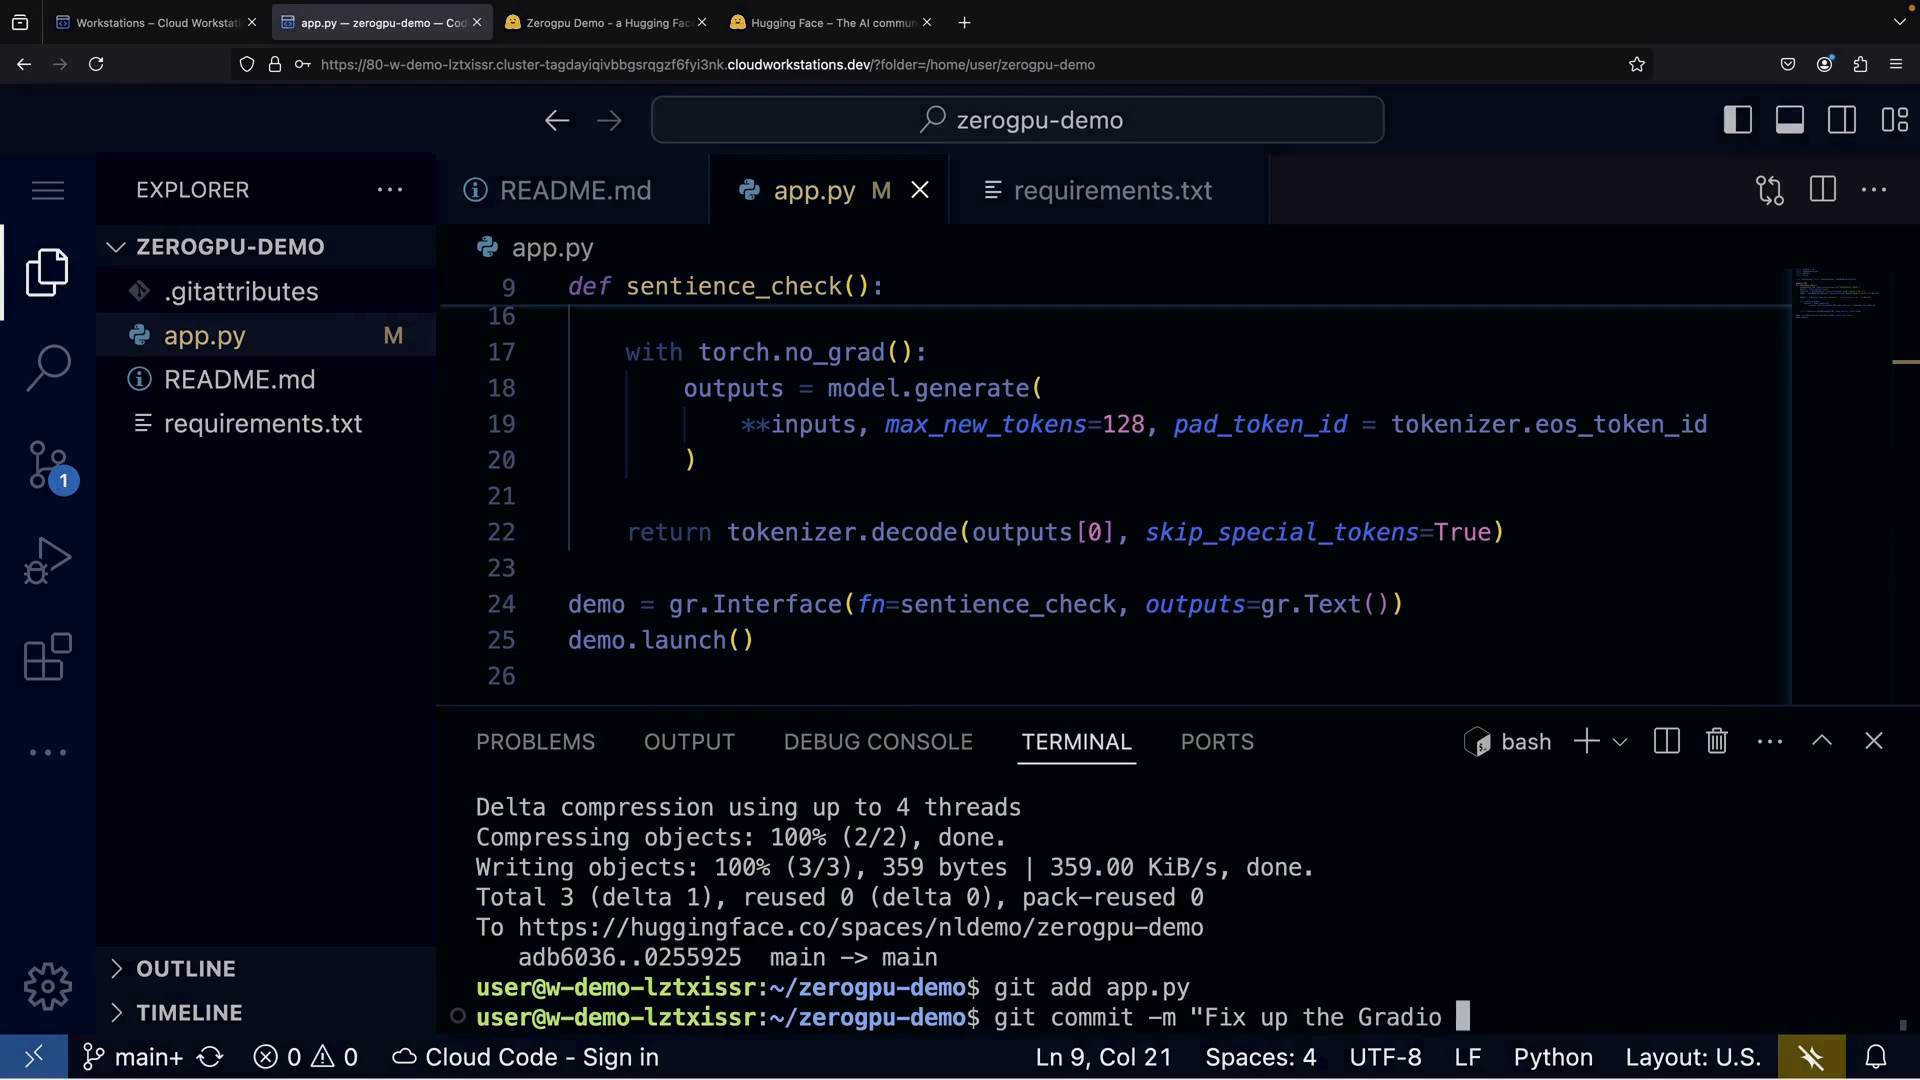 Workstations – Cloud Workstati
app.py — zerogpu-demo — Cod
Zerogpu Demo - a Hugging Fac
Hugging Face – The AI commun
https://80-w-demo-lztxissr.cluster-tagdayiqivbbgsrqgzf6fyi3nk.cloudworkstations.dev/?folder=/home/user/zerogpu-demo
zerogpu-demo
EXPLORER
README.md
app.py M
requirements.txt
ZEROGPU-DEMO
.gitattributes
app.py M
README.md
requirements.txt
1
OUTLINE
TIMELINE
app.py
9 def sentience_check():
16
17 with torch.no_grad():
18 outputs = model.generate(
19 **inputs, max_new_tokens=128, pad_token_id = tokenizer.eos_token_id
20 )
21
22 return tokenizer.decode(outputs[0], skip_special_tokens=True)
23
24 demo = gr.Interface(fn=sentience_check, outputs=gr.Text())
25 demo.launch()
26
PROBLEMS OUTPUT DEBUG CONSOLE TERMINAL PORTS
bash
Delta compression using up to 4 threads
Compressing objects: 100% (2/2), done.
Writing objects: 100% (3/3), 359 bytes | 359.00 KiB/s, done.
Total 3 (delta 1), reused 0 (delta 0), pack-reused 0
To https://huggingface.co/spaces/nldemo/zerogpu-demo
adb6036..0255925 main -> main
user@w-demo-lztxissr:~/zerogpu-demo$ git add app.py
user@w-demo-lztxissr:~/zerogpu-demo$ git commit -m "Fix up the Gradio
main+ 0 0 Cloud Code - Sign in Ln 9, Col 21 Spaces: 4 UTF-8 LF Python Layout: U.S.